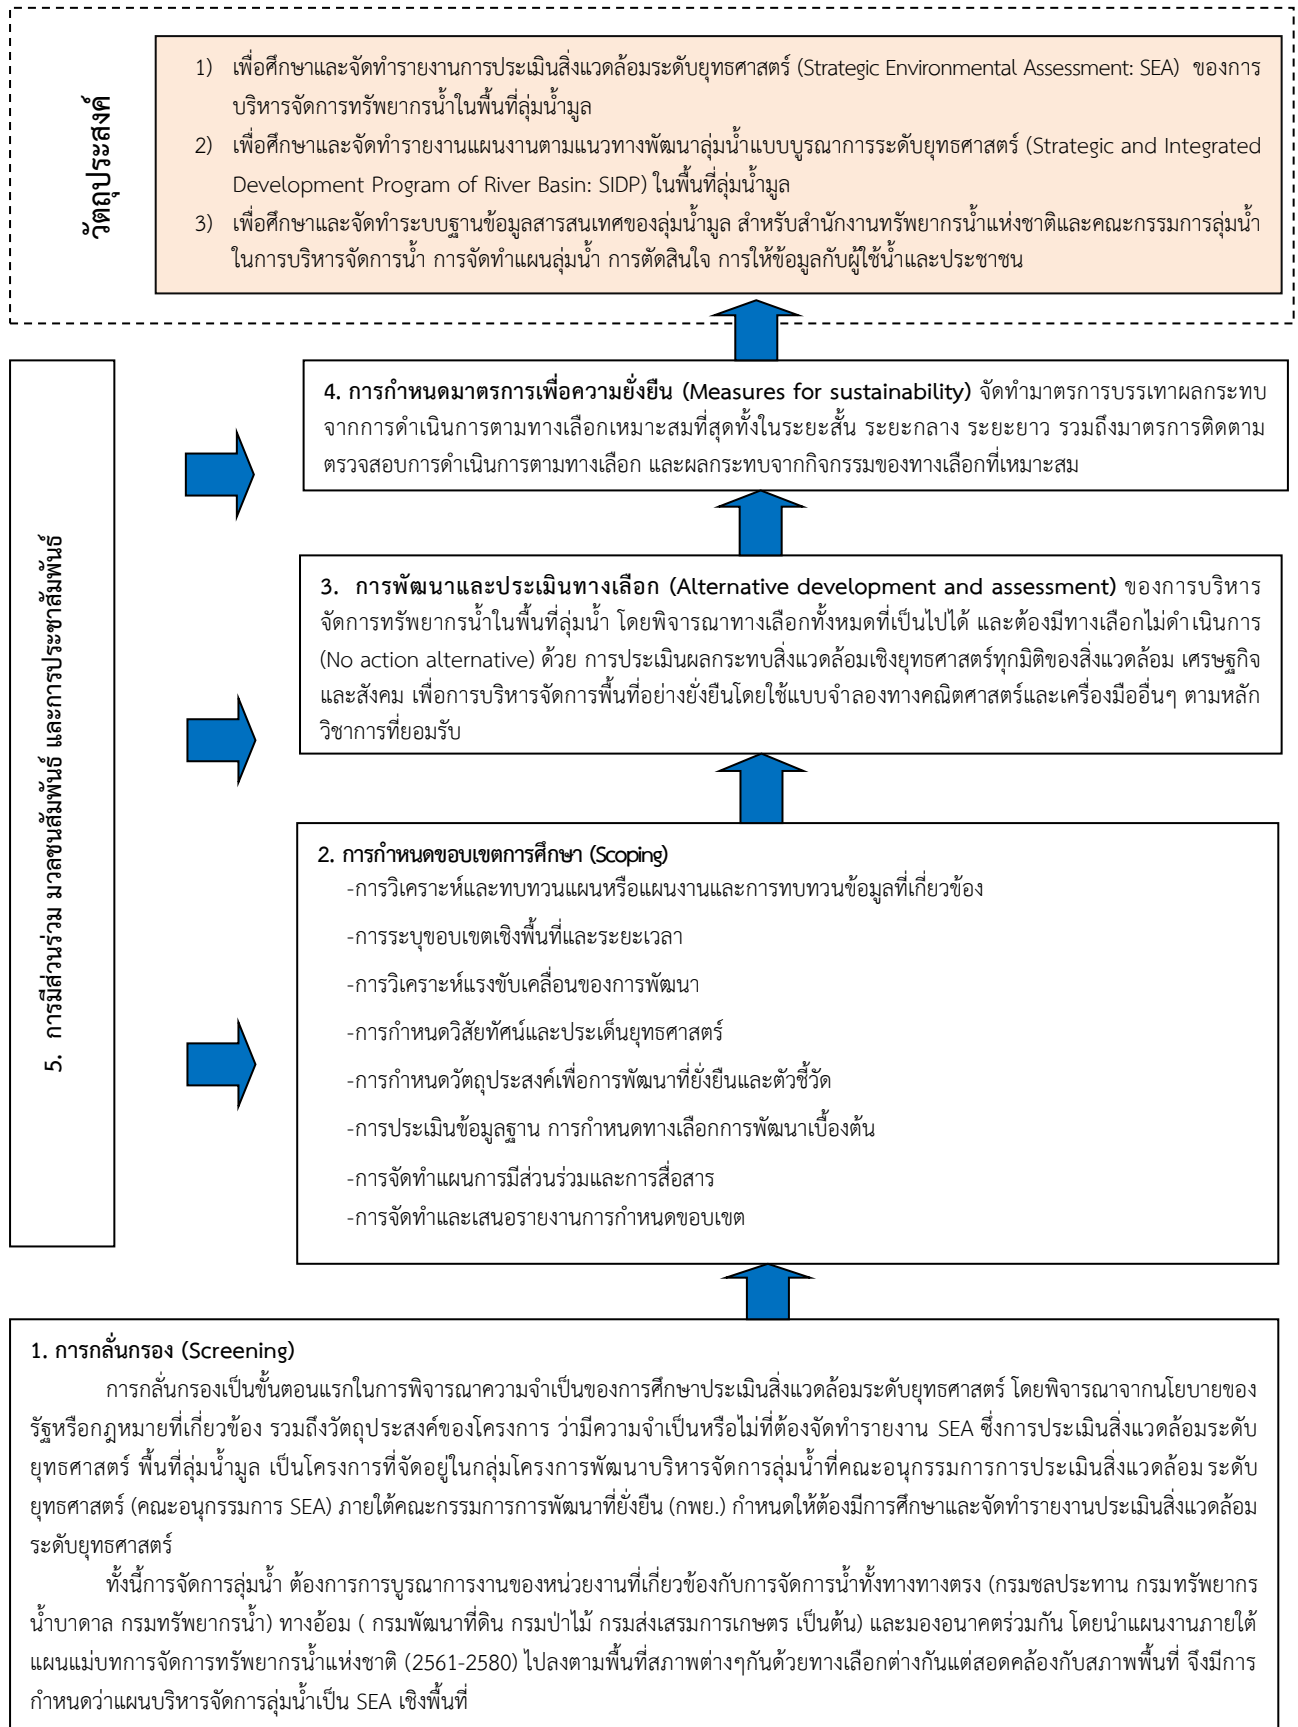 วัตถุประสงค์
1) เพื่อศึกษาและจัดทำรายงานการประเมินสิ่งแวดล้อมระดับยุทธศาสตร์ (Strategic Environmental Assessment: SEA) ของการ
บริหารจัดการทรัพยากรน้ำในพื้นที่ลุ่มน้ำมูล
2) เพื่อศึกษาและจัดทำรายงานแผนงานตามแนวทางพัฒนาลุ่มน้ำแบบบูรณาการระดับยุทธศาสตร์ (Strategic and Integrated
Development Program of River Basin: SIDP) ในพื้นที่ลุ่มน้ำมูล
3) เพื่อศึกษาและจัดทำระบบฐานข้อมูลสารสนเทศของลุ่มน้ำมูล สำหรับสำนักงานทรัพยากรน้ำแห่งชาติและคณะกรรมการลุ่มน้ำ
ในการบริหารจัดการน้ำ การจัดทำแผนลุ่มน้ำ การตัดสินใจ การให้ข้อมูลกับผู้ใช้น้ำและประชาชน
4. การกำหนดมาตรการเพื่อความยั่งยืน (Measures for sustainability) จัดทำมาตรการบรรเทาผลกระทบ
จากการดำเนินการตามทางเลือกเหมาะสมที่สุดทั้งในระยะสั้น ระยะกลาง ระยะยาว รวมถึงมาตรการติดตาม
ตรวจสอบการดำเนินการตามทางเลือก และผลกระทบจากกิจกรรมของทางเลือกที่เหมาะสม
5. การมีส่วนร่วม มวลชนสัมพันธ์ และการประชาสัมพันธ์
3. การพัฒนาและประเมินทางเลือก (Alternative development and assessment) ของการบริหาร
จัดการทรัพยากรน้ำในพื้นที่ลุ่มน้ำ โดยพิจารณาทางเลือกทั้งหมดที่เป็นไปได้ และต้องมีทางเลือกไม่ดำเนินการ
(No action alternative) ด้วย การประเมินผลกระทบสิ่งแวดล้อมเชิงยุทธศาสตร์ทุกมิติของสิ่งแวดล้อม เศรษฐกิจ
และสังคม เพื่อการบริหารจัดการพื้นที่อย่างยั่งยืนโดยใช้แบบจำลองทางคณิตศาสตร์และเครื่องมืออื่นๆ ตามหลัก
วิชาการที่ยอมรับ
2. การกำหนดขอบเขตการศึกษา (Scoping)
-การวิเคราะห์และทบทวนแผนหรือแผนงานและการทบทวนข้อมูลที่เกี่ยวข้อง
-การระบุขอบเขตเชิงพื้นที่และระยะเวลา
-การวิเคราะห์แรงขับเคลื่อนของการพัฒนา
-การกำหนดวิสัยทัศน์และประเด็นยุทธศาสตร์
-การกำหนดวัตถุประสงค์เพื่อการพัฒนาที่ยั่งยืนและตัวชี้วัด
-การประเมินข้อมูลฐาน การกำหนดทางเลือกการพัฒนาเบื้องต้น
-การจัดทำแผนการมีส่วนร่วมและการสื่อสาร
-การจัดทำและเสนอรายงานการกำหนดขอบเขต
1. การกลั่นกรอง (Screening)
การกลั่นกรองเป็นขั้นตอนแรกในการพิจารณาความจำเป็นของการศึกษาประเมินสิ่งแวดล้อมระดับยุทธศาสตร์ โดยพิจารณาจากนโยบายของ
รัฐหรือกฎหมายที่เกี่ยวข้อง รวมถึงวัตถุประสงค์ของโครงการ ว่ามีความจำเป็นหรือไม่ที่ต้องจัดทำรายงาน SEA ซึ่งการประเมินสิ่งแวดล้อมระดับ
ยุทธศาสตร์ พื้นที่ลุ่มน้ำมูล เป็นโครงการที่จัดอยู่ในกลุ่มโครงการพัฒนาบริหารจัดการลุ่มน้ำที่คณะอนุกรรมการการประเมินสิ่งแวดล้อม ระดับ
ยุทธศาสตร์ (คณะอนุกรรมการ SEA) ภายใต้คณะกรรมการการพัฒนาที่ยั่งยืน (กพย.) กำหนดให้ต้องมีการศึกษาและจัดทำรายงานประเมินสิ่งแวดล้อม
ระดับยุทธศาสตร์
ทั้งนี้การจัดการลุ่มน้ำ ต้องการการบูรณาการงานของหน่วยงานที่เกี่ยวข้องกับการจัดการน้ำทั้งทางทางตรง (กรมชลประทาน กรมทรัพยากร
น้ำบาดาล กรมทรัพยากรน้ำ) ทางอ้อม ( กรมพัฒนาที่ดิน กรมป่าไม้ กรมส่งเสรมการเกษตร เป็นต้น) และมองอนาคตร่วมกัน โดยนำแผนงานภายใต้
แผนแม่บทการจัดการทรัพยากรน้ำแห่งชาติ (2561-2580) ไปลงตามพื้นที่สภาพต่างๆกันด้วยทางเลือกต่างกันแต่สอดคล้องกับสภาพพื้นที่ จึงมีการ
กำหนดว่าแผนบริหารจัดการลุ่มน้ำเป็น SEA เชิงพื้นที่